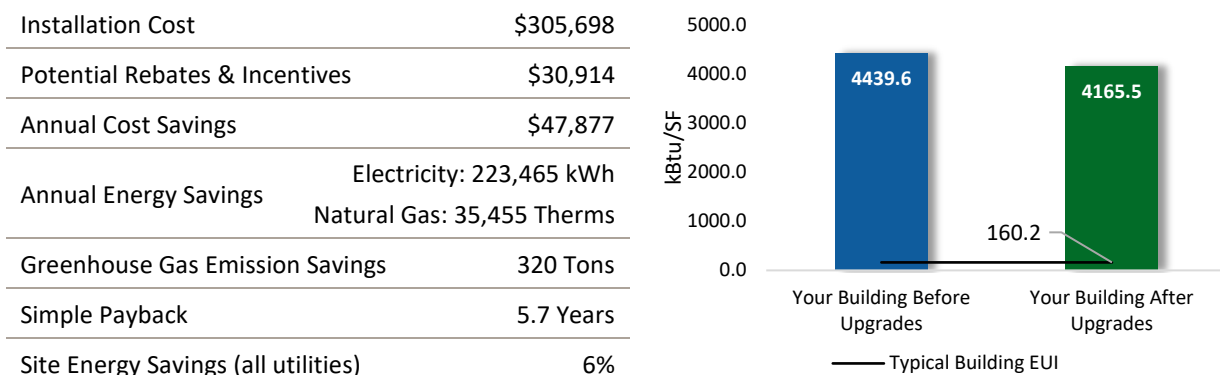 Installation Cost $305,698
Potential Rebates & Incentives $30,914
Annual Cost Savings $47,877
Annual Energy Savings
Electricity: 223,465 kWh
Natural Gas: 35,455 Therms
Greenhouse Gas Emission Savings 320 Tons
Simple Payback 5.7 Years
Site Energy Savings (all utilities) 6%
kBtu/SF
5000.0
4000.0
3000.0
2000.0
1000.0
0.0
4439.6
4165.5
160.2
Your Building Before
Upgrades
Your Building After
Upgrades
Typical Building EUI